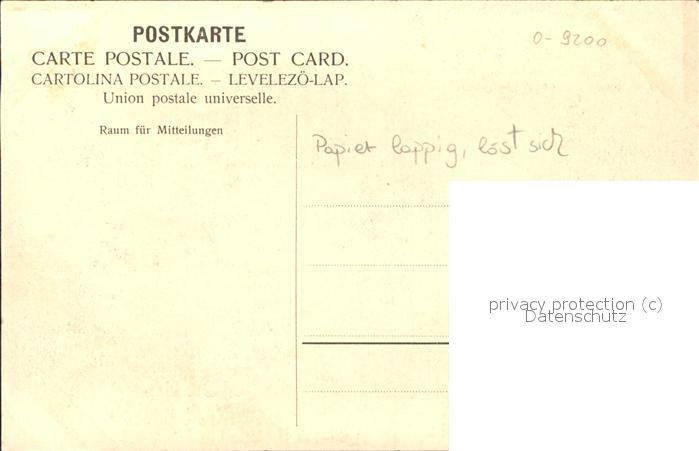 POSTKARTE
CARTE POSTALE. — POST CARD.
CARTOLINA POSTALE. — LEVELEZÖ-LAP.
Union postale universelle.
Raum für Mitteilungen
0-9200
Papier lappig, löst sich
privacy protection (c)
Datenschutz